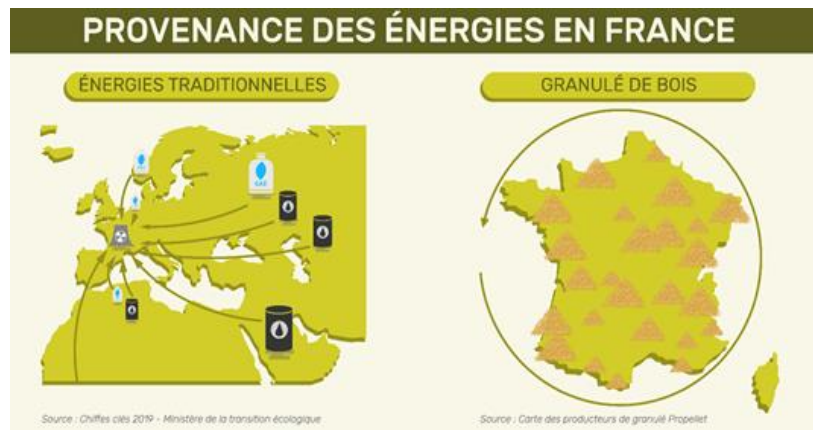 PROVENANCE DES ÉNERGIES EN FRANCE
ÉNERGIES TRADITIONNELLES
GRANULÉ DE BOIS
GAZ
Source : Chiffes clés 2019 - Ministère de la transition écologique
Source : Carte des producteurs de granulé Propellet